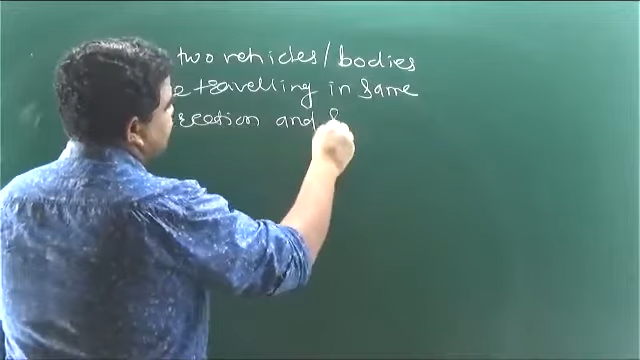 two vehicles/bodies
travelling in same
and